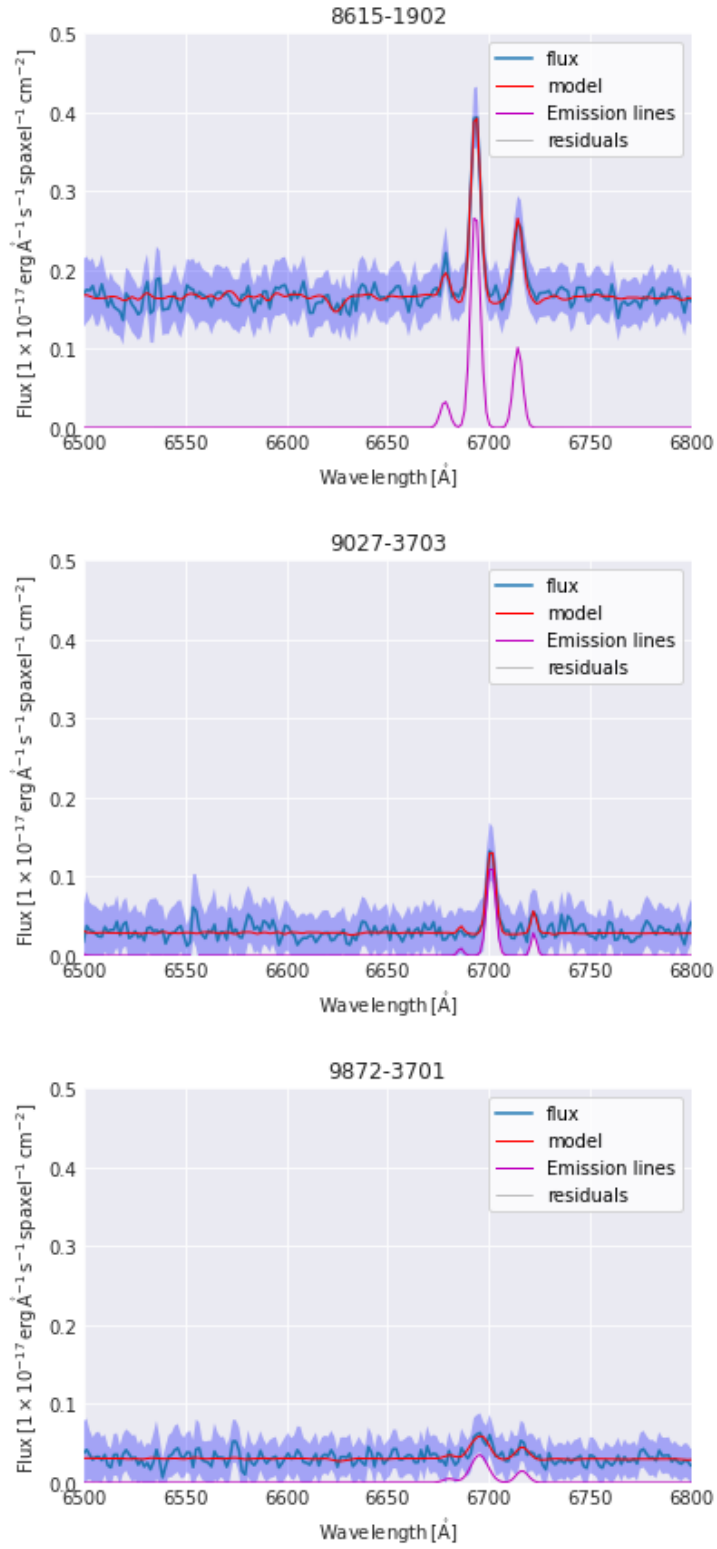 8615-1902
0.5
0.4
0.3
0.2
0.1
0.0
Flux [1 × 10⁻¹⁷ erg Å⁻¹ s⁻¹ spaxel⁻¹ cm⁻²]
flux
model
Emission lines
residuals
6500 6550 6600 6650 6700 6750 6800
Wavelength [Å]
9027-3703
0.5
0.4
0.3
0.2
0.1
0.0
Flux [1 × 10⁻¹⁷ erg Å⁻¹ s⁻¹ spaxel⁻¹ cm⁻²]
flux
model
Emission lines
residuals
6500 6550 6600 6650 6700 6750 6800
Wavelength [Å]
9872-3701
0.5
0.4
0.3
0.2
0.1
0.0
Flux [1 × 10⁻¹⁷ erg Å⁻¹ s⁻¹ spaxel⁻¹ cm⁻²]
flux
model
Emission lines
residuals
6500 6550 6600 6650 6700 6750 6800
Wavelength [Å]